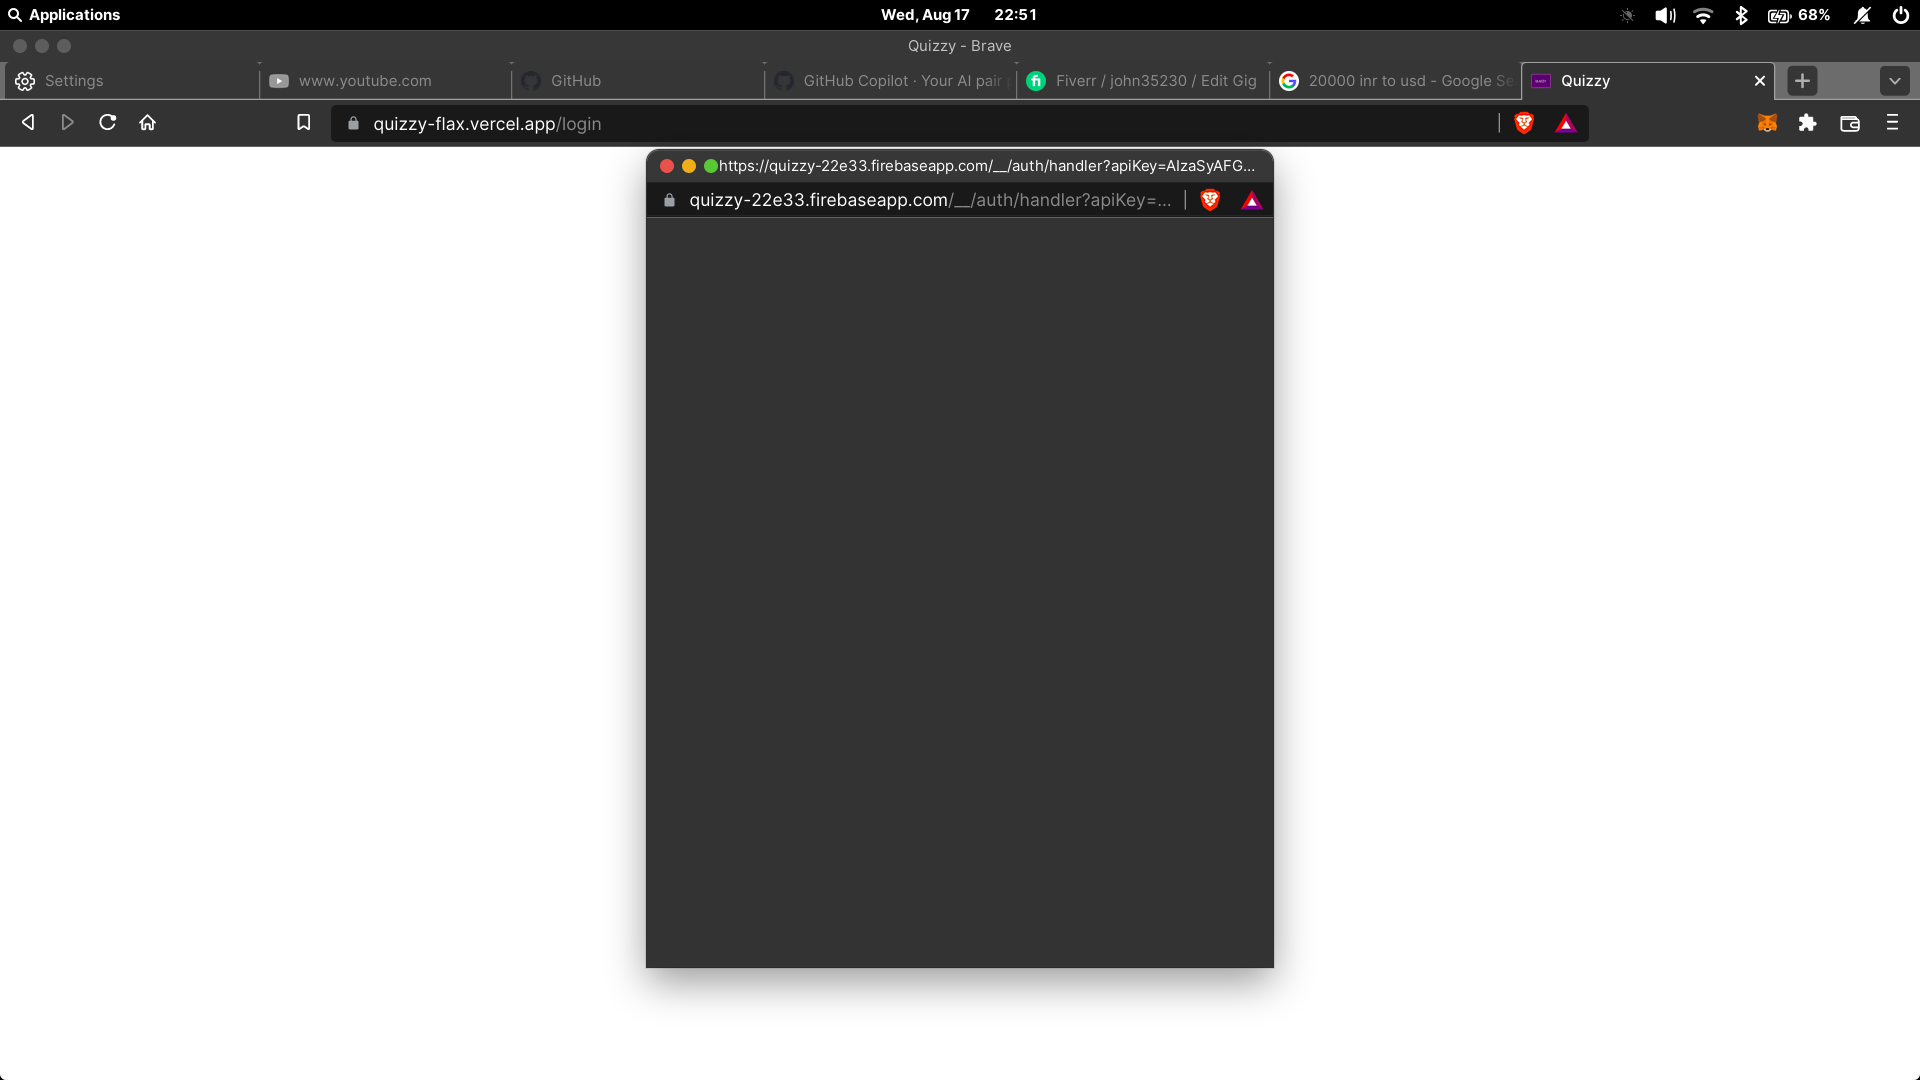 Applications
Wed, Aug 17 22:51
68%
Quizzy - Brave
Settings
www.youtube.com
GitHub
GitHub Copilot · Your AI pair
Fiverr / john35230 / Edit Gig
20000 inr to usd - Google Se
Quizzy
quizzy-flax.vercel.app/login
https://quizzy-22e33.firebaseapp.com/__/auth/handler?apiKey=AIzaSyAFG...
quizzy-22e33.firebaseapp.com/__/auth/handler?apiKey=...